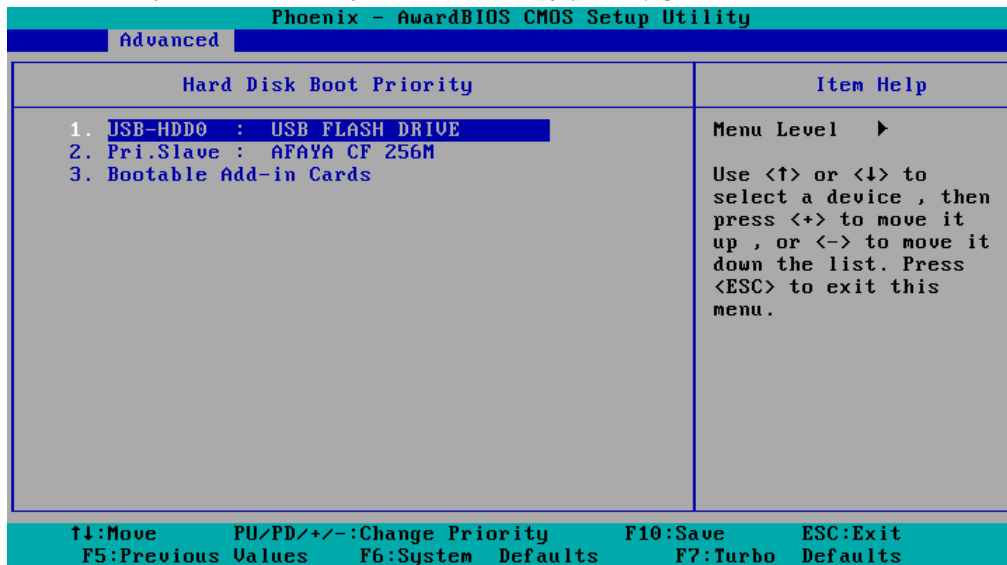 Phoenix - AwardBIOS CMOS Setup Utility
Advanced
Hard Disk Boot Priority
1. USB-HDD0 : USB FLASH DRIVE
2. Pri.Slave : AFAYA CF 256M
3. Bootable Add-in Cards
Item Help
Menu Level ▶
Use <↑> or <↓> to
select a device , then
press <+> to move it
up , or <-> to move it
down the list. Press
<ESC> to exit this
menu.
↑↓:Move PU/PD/+/-:Change Priority F10:Save ESC:Exit
F5:Previous Values F6:System Defaults F7:Turbo Defaults